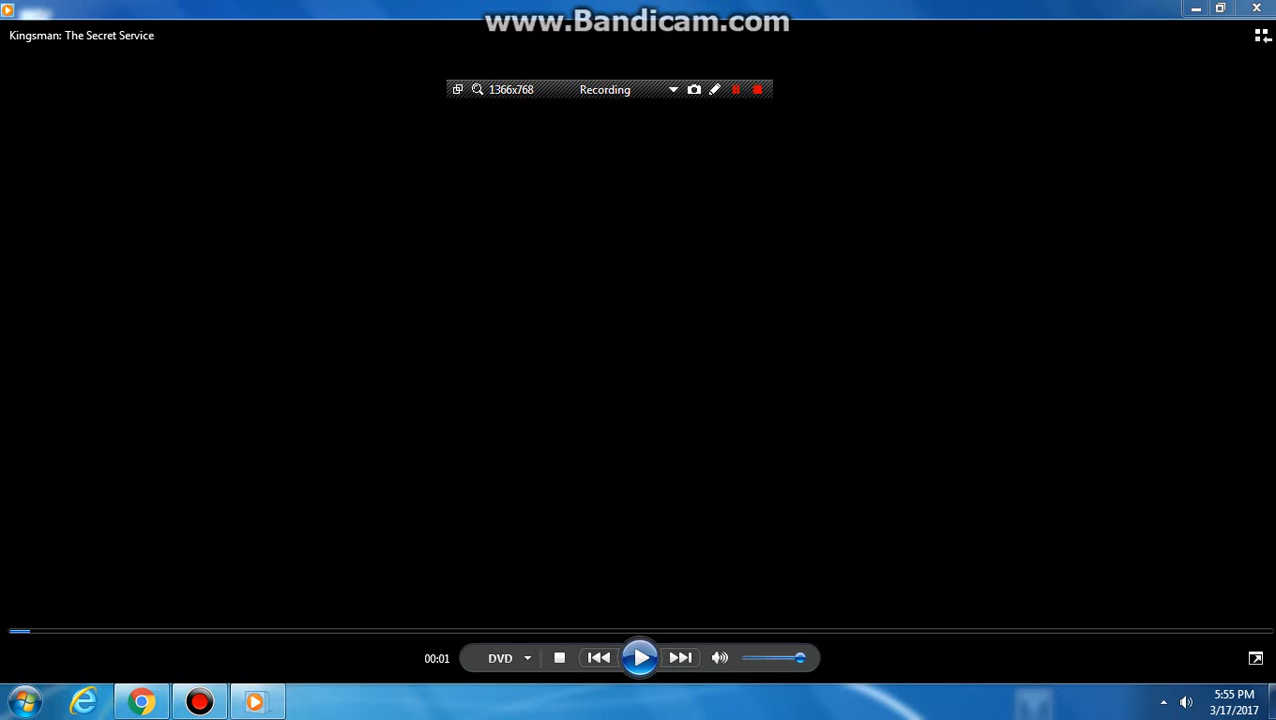 www.Bandicam.com
Kingsman: The Secret Service
1366x768 Recording
00:01 DVD
5:55 PM
3/17/2017